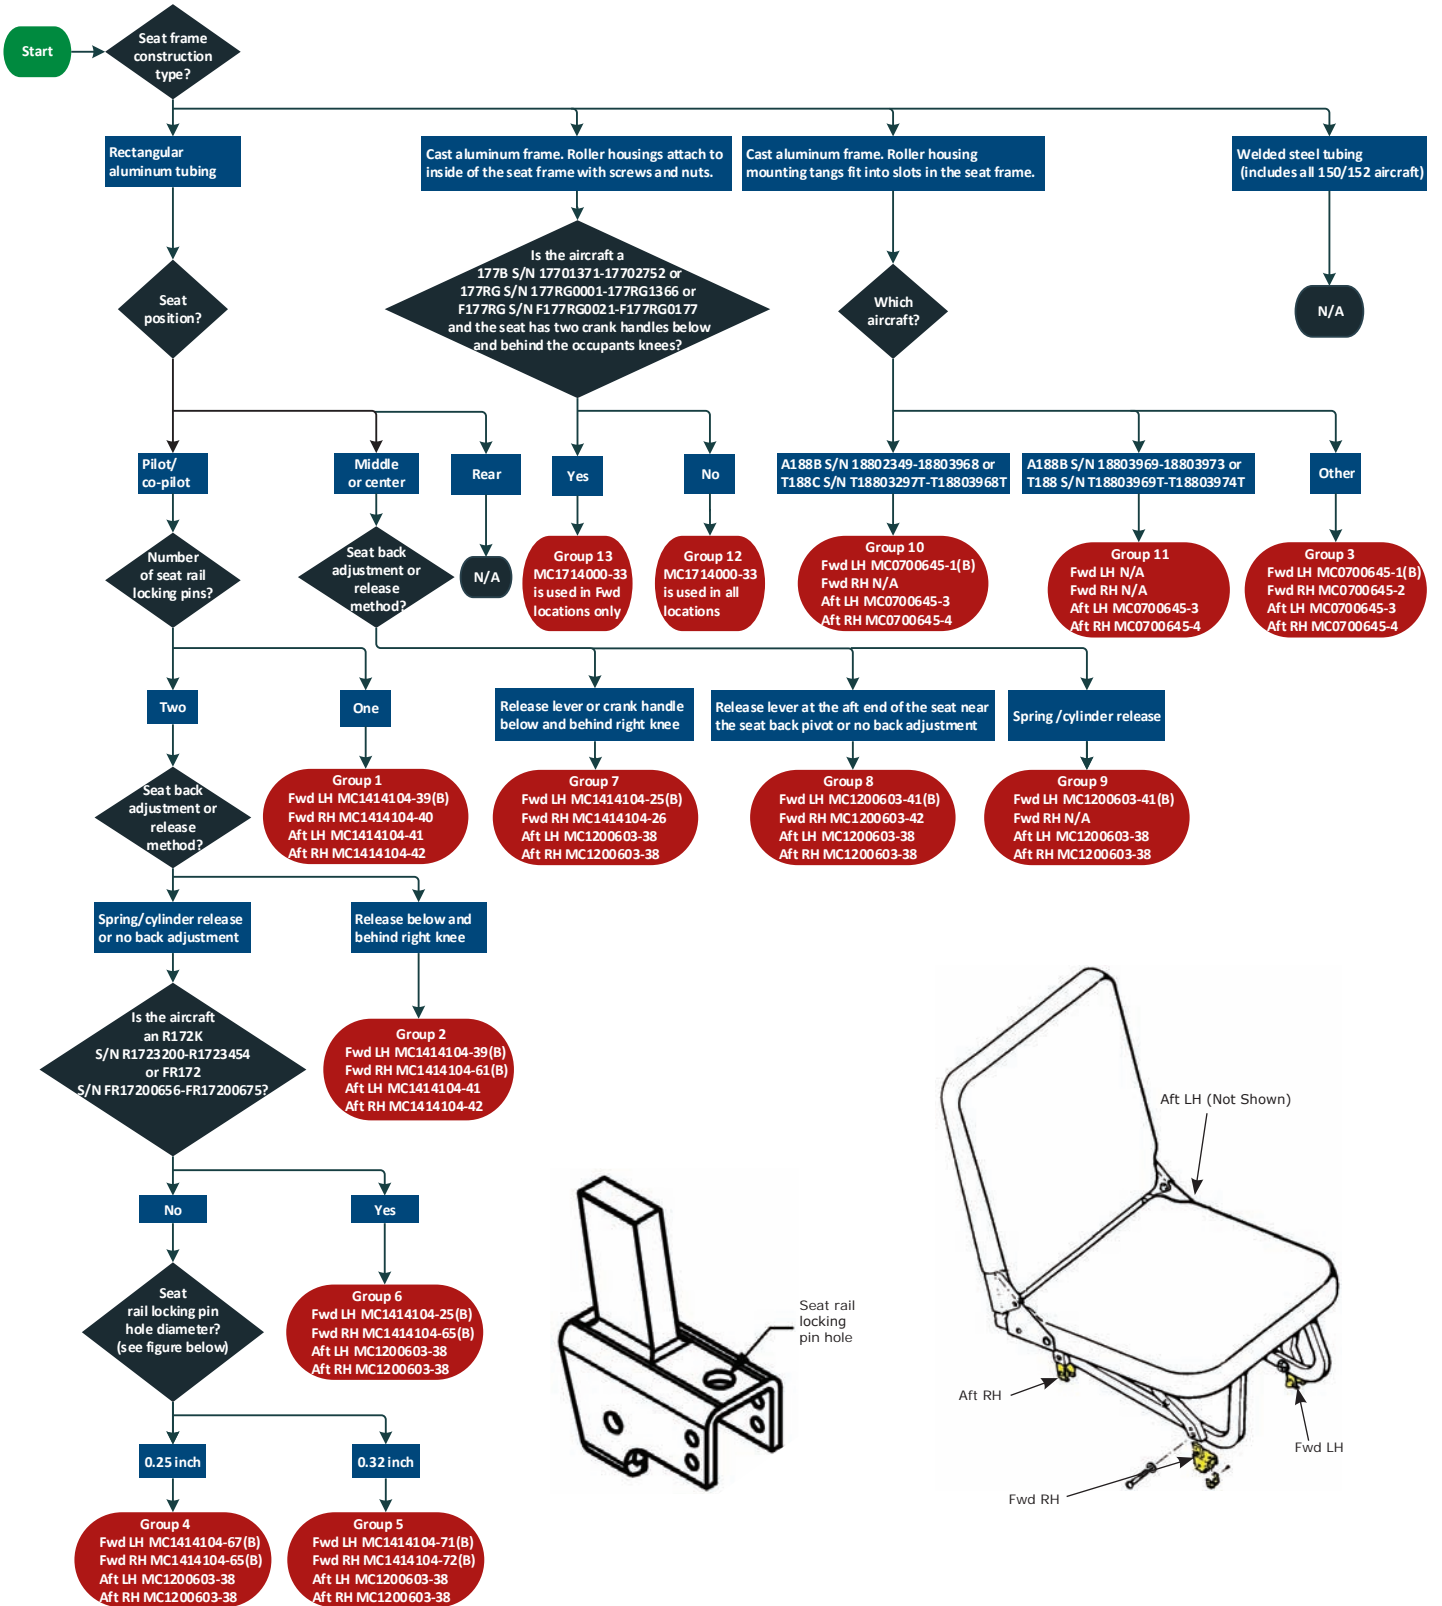 Start
Seat frame
construction
type?
Rectangular
aluminum tubing
Cast aluminum frame. Roller housings attach to
inside of the seat frame with screws and nuts.
Cast aluminum frame. Roller housing
mounting tangs fit into slots in the seat frame.
Welded steel tubing
(includes all 150/152 aircraft)
Seat
position?
Is the aircraft a
177B S/N 17701371-17702752 or
177RG S/N 177RG0001-177RG1366 or
F177RG S/N F177RG0021-F177RG0177
and the seat has two crank handles below
and behind the occupants knees?
Which
aircraft?
N/A
Pilot/
co-pilot
Middle
or center
Rear
Yes
No
A188B S/N 18802349-18803968 or
T188C S/N T18803297T-T18803968T
A188B S/N 18803969-18803973 or
T188 S/N T18803969T-T18803974T
Other
Number
of seat rail
locking pins?
Seat back
adjustment or
release
method?
N/A
Group 13
MC1714000-33
is used in Fwd
locations only
Group 12
MC1714000-33
is used in all
locations
Group 10
Fwd LH MC0700645-1(B)
Fwd RH N/A
Aft LH MC0700645-3
Aft RH MC0700645-4
Group 11
Fwd LH N/A
Fwd RH N/A
Aft LH MC0700645-3
Aft RH MC0700645-4
Group 3
Fwd LH MC0700645-1(B)
Fwd RH MC0700645-2
Aft LH MC0700645-3
Aft RH MC0700645-4
Two
One
Release lever or crank handle
below and behind right knee
Release lever at the aft end of the seat near
the seat back pivot or no back adjustment
Spring/cylinder release
Seat back
adjustment or
release
method?
Group 1
Fwd LH MC1414104-39(B)
Fwd RH MC1414104-40
Aft LH MC1414104-41
Aft RH MC1414104-42
Group 7
Fwd LH MC1414104-25(B)
Fwd RH MC1414104-26
Aft LH MC1200603-38
Aft RH MC1200603-38
Group 8
Fwd LH MC1200603-41(B)
Fwd RH MC1200603-42
Aft LH MC1200603-38
Aft RH MC1200603-38
Group 9
Fwd LH MC1200603-41(B)
Fwd RH N/A
Aft LH MC1200603-38
Aft RH MC1200603-38
Spring/cylinder release
or no back adjustment
Release below and
behind right knee
Is the aircraft
an R172K
S/N R1723200-R1723454
or FR172
S/N FR17200656-FR17200675?
Group 2
Fwd LH MC1414104-39(B)
Fwd RH MC1414104-61(B)
Aft LH MC1414104-41
Aft RH MC1414104-42
No
Yes
Seat
rail locking pin
hole diameter?
(see figure below)
Group 6
Fwd LH MC1414104-25(B)
Fwd RH MC1414104-65(B)
Aft LH MC1200603-38
Aft RH MC1200603-38
0.25 inch
0.32 inch
Group 4
Fwd LH MC1414104-67(B)
Fwd RH MC1414104-65(B)
Aft LH MC1200603-38
Aft RH MC1200603-38
Group 5
Fwd LH MC1414104-71(B)
Fwd RH MC1414104-72(B)
Aft LH MC1200603-38
Aft RH MC1200603-38
Seat rail
locking
pin hole
Aft LH (Not Shown)
Aft RH
Fwd LH
Fwd RH